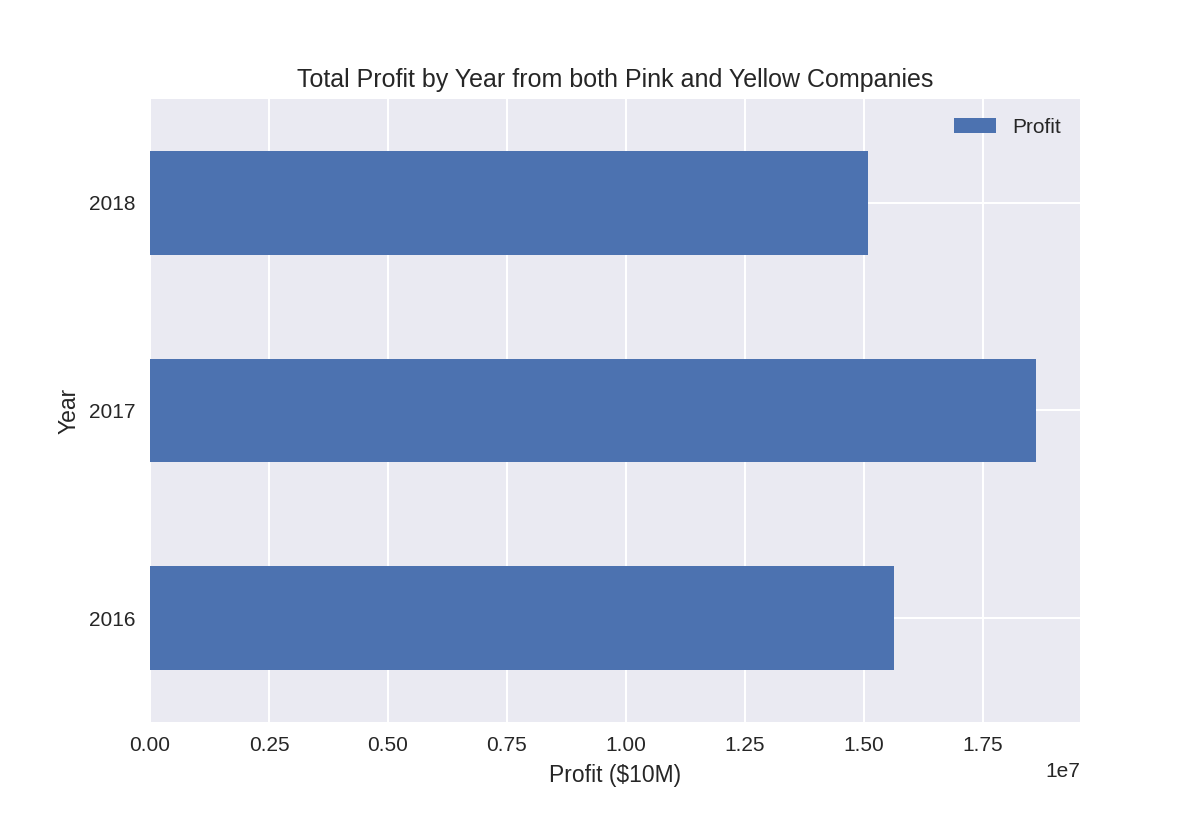 Total Profit by Year from both Pink and Yellow Companies
Profit
2018
2017
2016
Year
0.00 0.25 0.50 0.75 1.00 1.25 1.50 1.75
1e7
Profit ($10M)